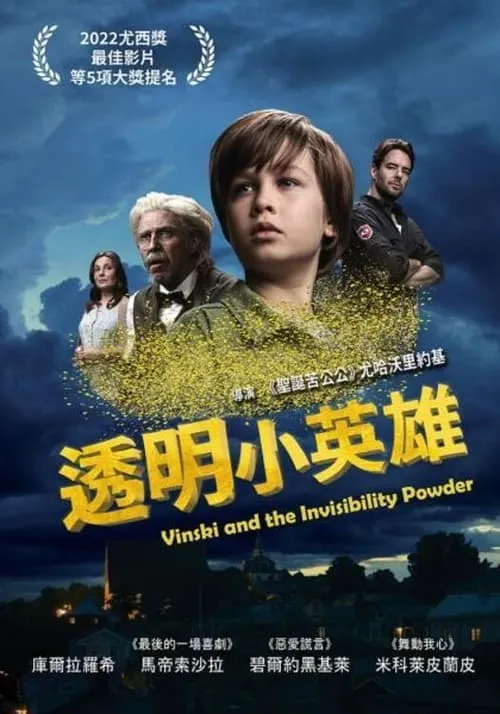 2022尤西獎
最佳影片
等5項大獎提名
導演 《聖誕苦公公》尤哈沃里約基
透明小英雄
Vinski and the Invisibility Powder
《最後的一場喜劇》 《惡愛謊言》 《舞動我心》
庫爾拉羅希 馬帝索沙拉 碧爾約黑基萊 米科萊皮蘭皮